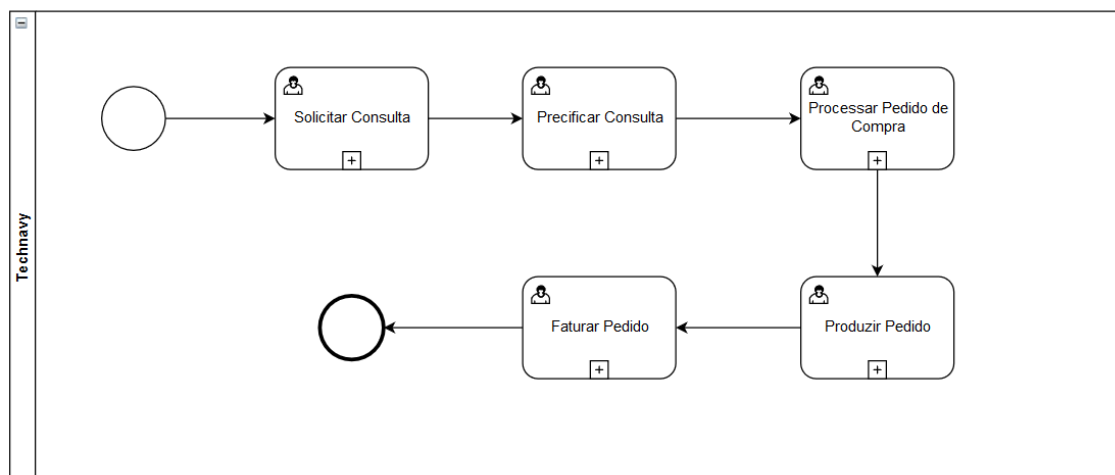 Technavy
Solicitar Consulta
Precificar Consulta
Processar Pedido de
Compra
Faturar Pedido
Produzir Pedido